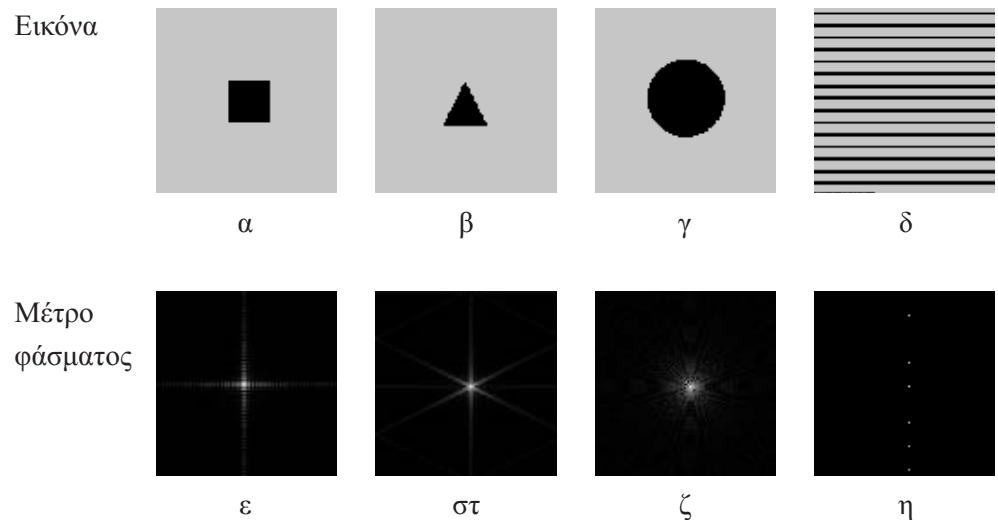 Εικόνα
α β γ δ
Μέτρο
φάσματος
ε στ ζ η